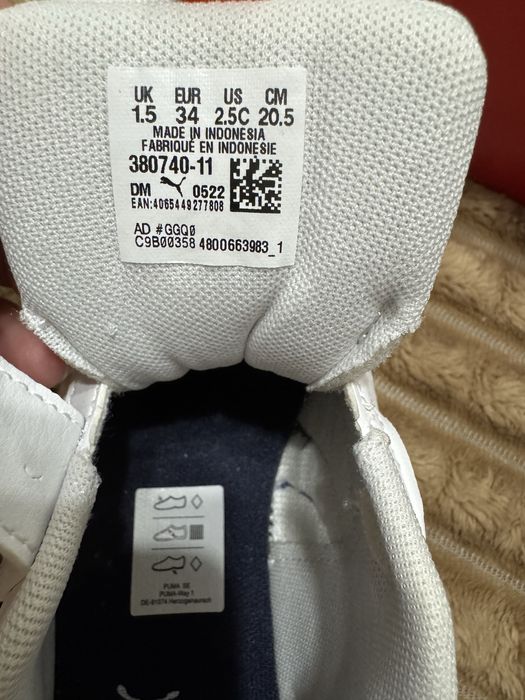 UK EUR US CM
1.5 34 2.5C 20.5
MADE IN INDONESIA
FABRIQUÉ EN INDONESIE
380740-11
DM 0522
EAN:4065449277808
AD #GGQ0
C9B00358 4800663983_1
PUMA SE
PUMA-Way 1
DE-91074 Herzogenaurach